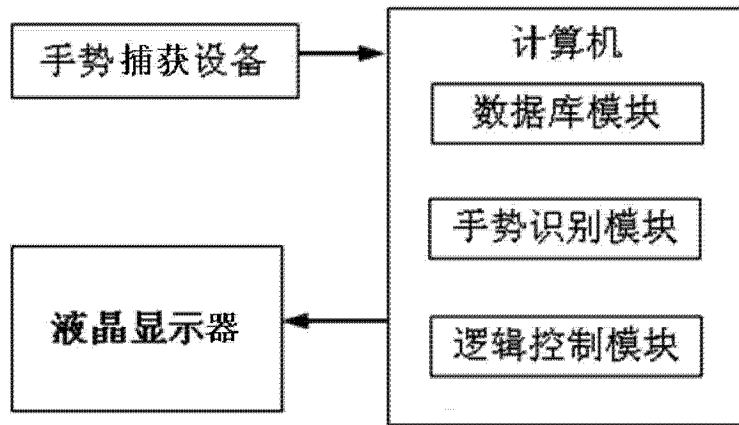 手势捕获设备
计算机
数据库模块
手势识别模块
逻辑控制模块
液晶显示器